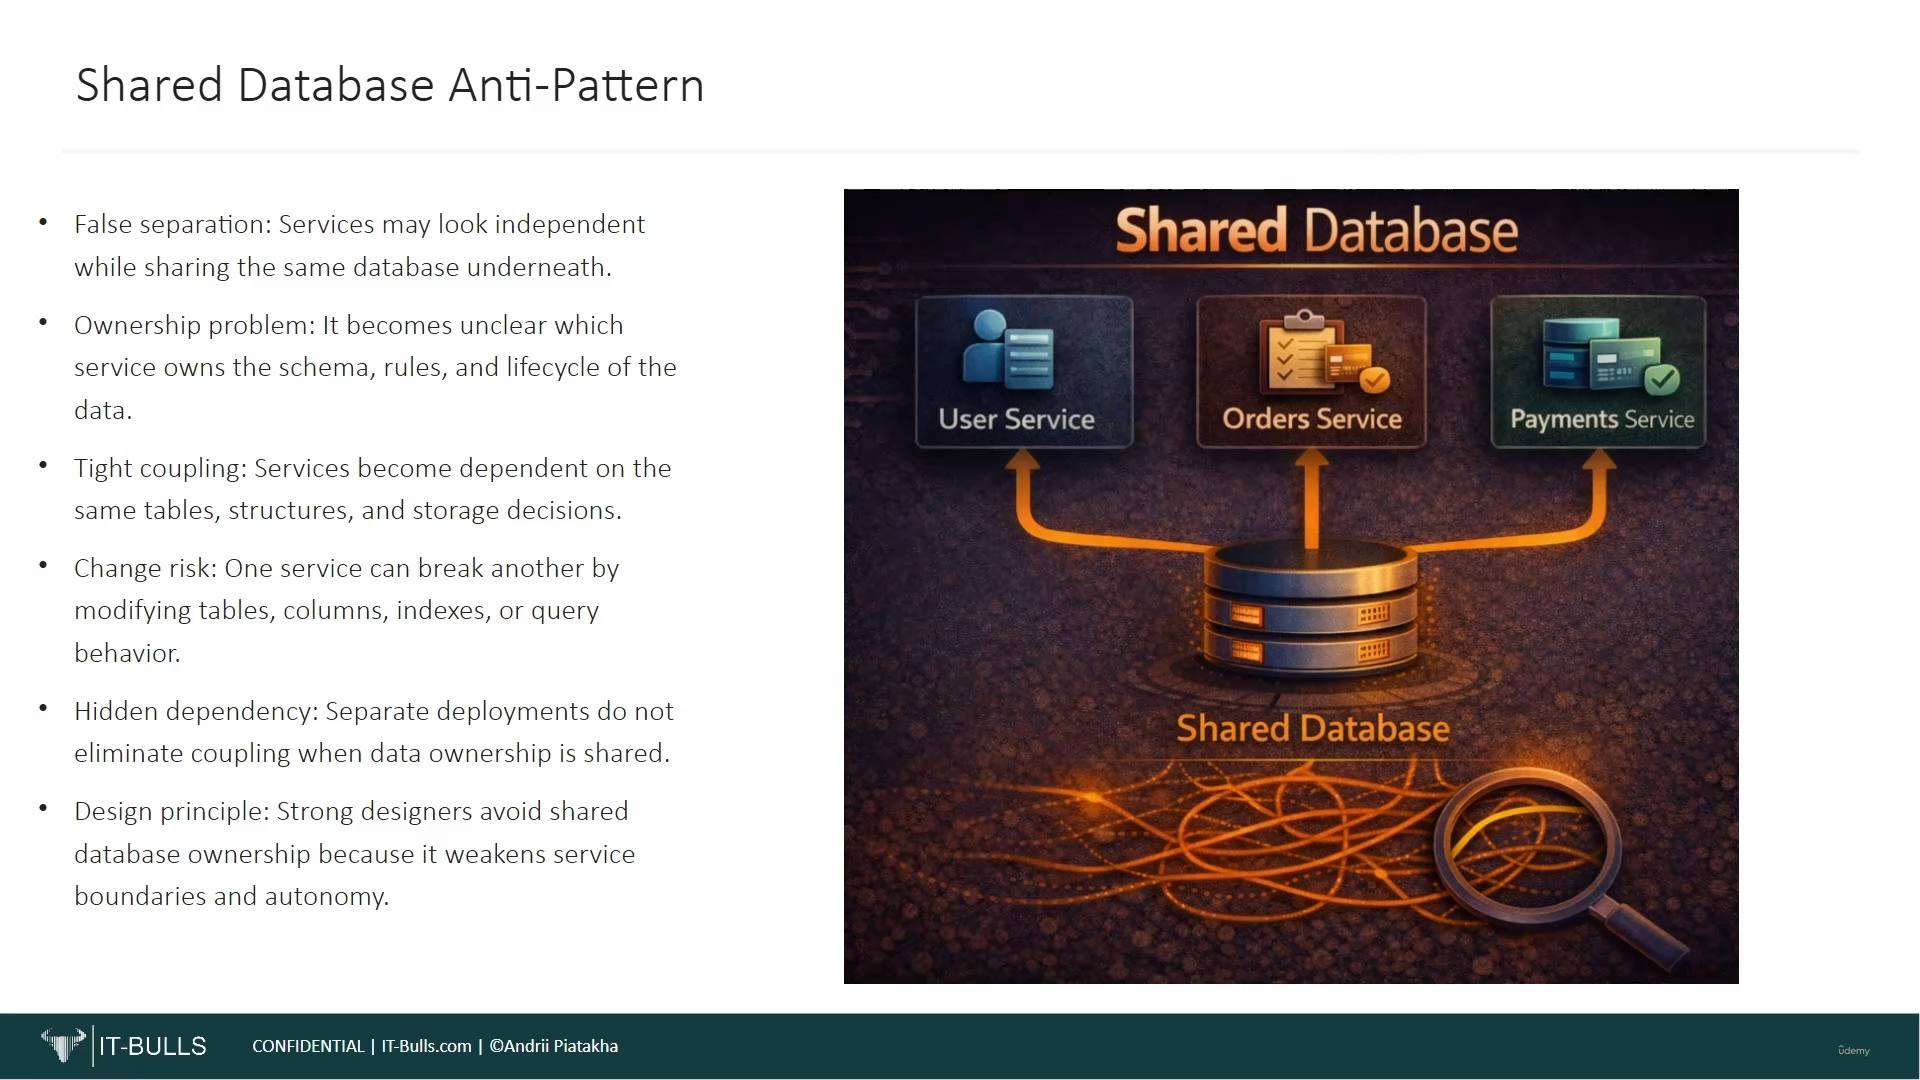 Shared Database Anti-Pattern
• False separation: Services may look independent
while sharing the same database underneath.
• Ownership problem: It becomes unclear which
service owns the schema, rules, and lifecycle of the
data.
• Tight coupling: Services become dependent on the
same tables, structures, and storage decisions.
• Change risk: One service can break another by
modifying tables, columns, indexes, or query
behavior.
• Hidden dependency: Separate deployments do not
eliminate coupling when data ownership is shared.
• Design principle: Strong designers avoid shared
database ownership because it weakens service
boundaries and autonomy.
Shared Database
User Service
Orders Service
Payments Service
Shared Database
IT-BULLS
CONFIDENTIAL | IT-Bulls.com | ©Andrii Piatakha
ûdemy